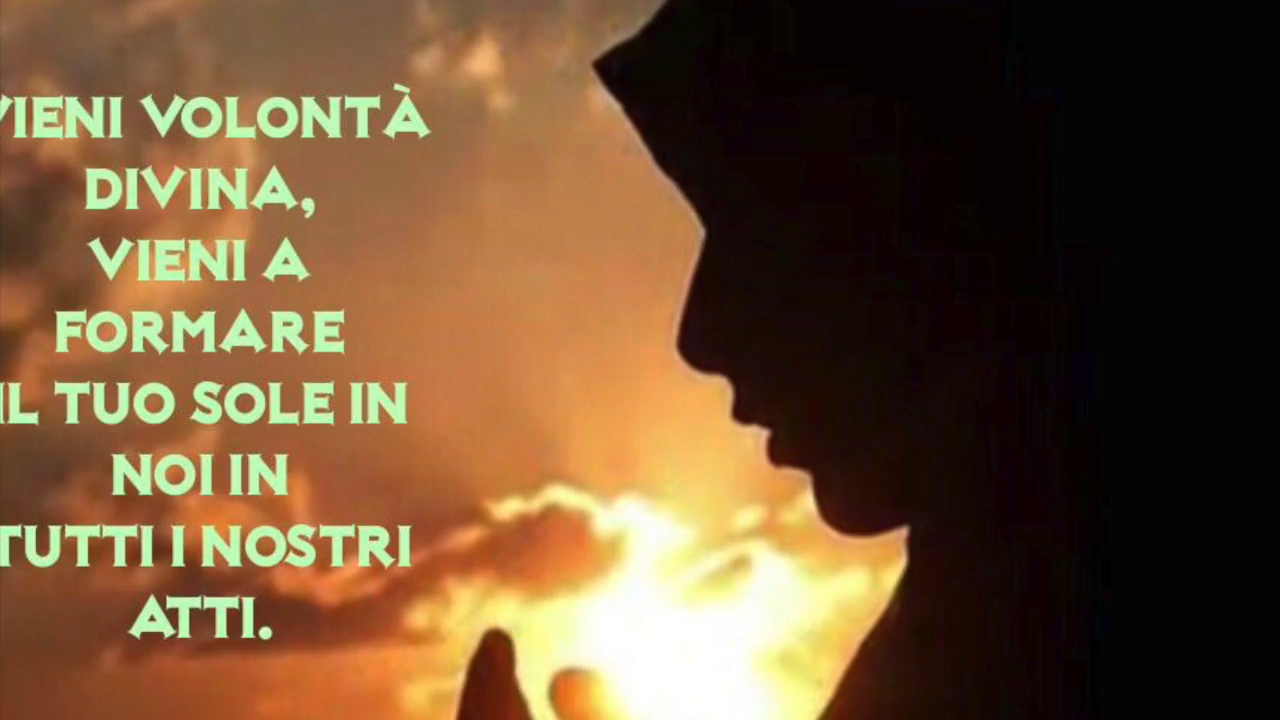 VIENI VOLONTÀ
DIVINA,
VIENI A
FORMARE
IL TUO SOLE IN
NOI IN
TUTTI I NOSTRI
ATTI.